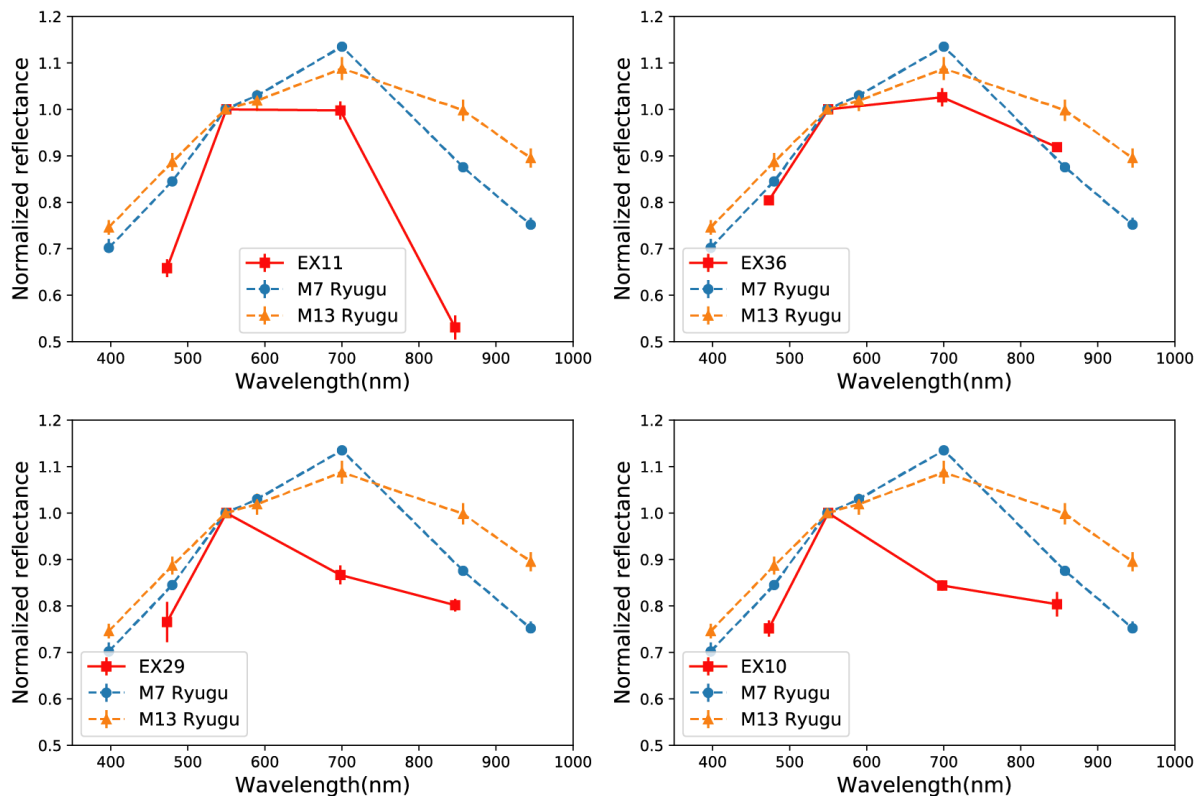 1.2
1.1
1.0
0.9
0.8
0.7
0.6
0.5
Normalized reflectance
EX11
M7 Ryugu
M13 Ryugu
400 500 600 700 800 900 1000
Wavelength(nm)
1.2
1.1
1.0
0.9
0.8
0.7
0.6
0.5
Normalized reflectance
EX36
M7 Ryugu
M13 Ryugu
400 500 600 700 800 900 1000
Wavelength(nm)
1.2
1.1
1.0
0.9
0.8
0.7
0.6
0.5
Normalized reflectance
EX29
M7 Ryugu
M13 Ryugu
400 500 600 700 800 900 1000
Wavelength(nm)
1.2
1.1
1.0
0.9
0.8
0.7
0.6
0.5
Normalized reflectance
EX10
M7 Ryugu
M13 Ryugu
400 500 600 700 800 900 1000
Wavelength(nm)